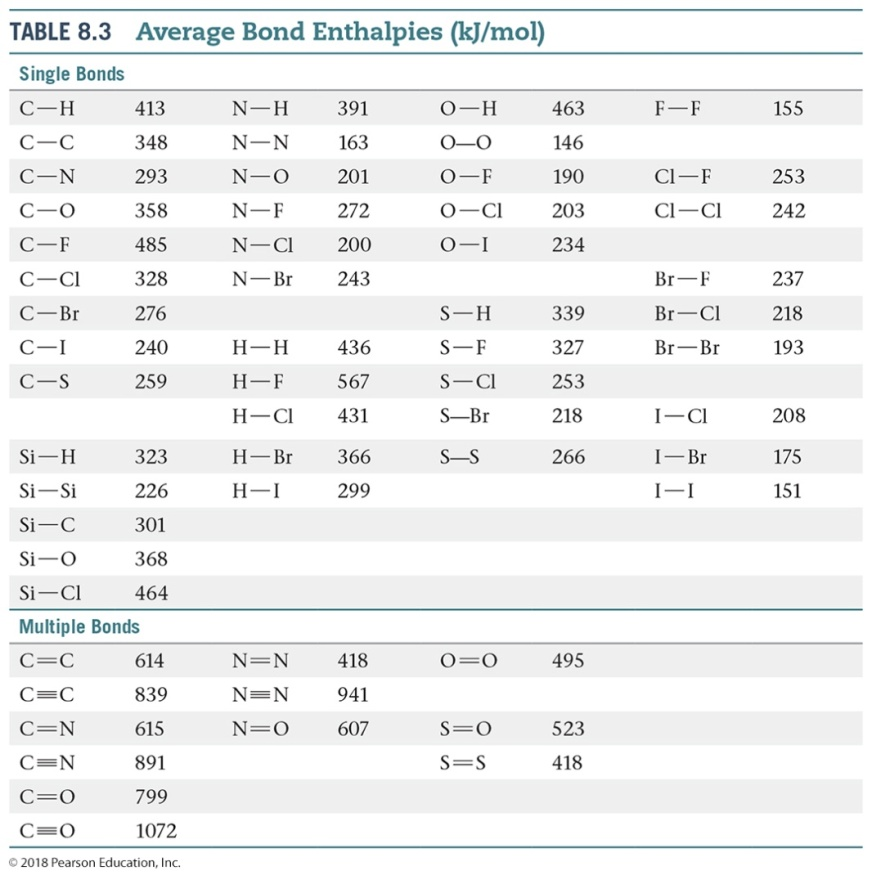 TABLE 8.3 Average Bond Enthalpies (kJ/mol)
Single Bonds
C—H 413 N—H 391 O—H 463 F—F 155
C—C 348 N—N 163 O—O 146
C—N 293 N—O 201 O—F 190 Cl—F 253
C—O 358 N—F 272 O—Cl 203 Cl—Cl 242
C—F 485 N—Cl 200 O—I 234
C—Cl 328 N—Br 243 Br—F 237
C—Br 276 S—H 339 Br—Cl 218
C—I 240 H—H 436 S—F 327 Br—Br 193
C—S 259 H—F 567 S—Cl 253
H—Cl 431 S—Br 218 I—Cl 208
Si—H 323 H—Br 366 S—S 266 I—Br 175
Si—Si 226 H—I 299 I—I 151
Si—C 301
Si—O 368
Si—Cl 464
Multiple Bonds
C=C 614 N=N 418 O=O 495
C≡C 839 N≡N 941
C=N 615 N=O 607 S=O 523
C≡N 891 S=S 418
C=O 799
C≡O 1072
© 2018 Pearson Education, Inc.